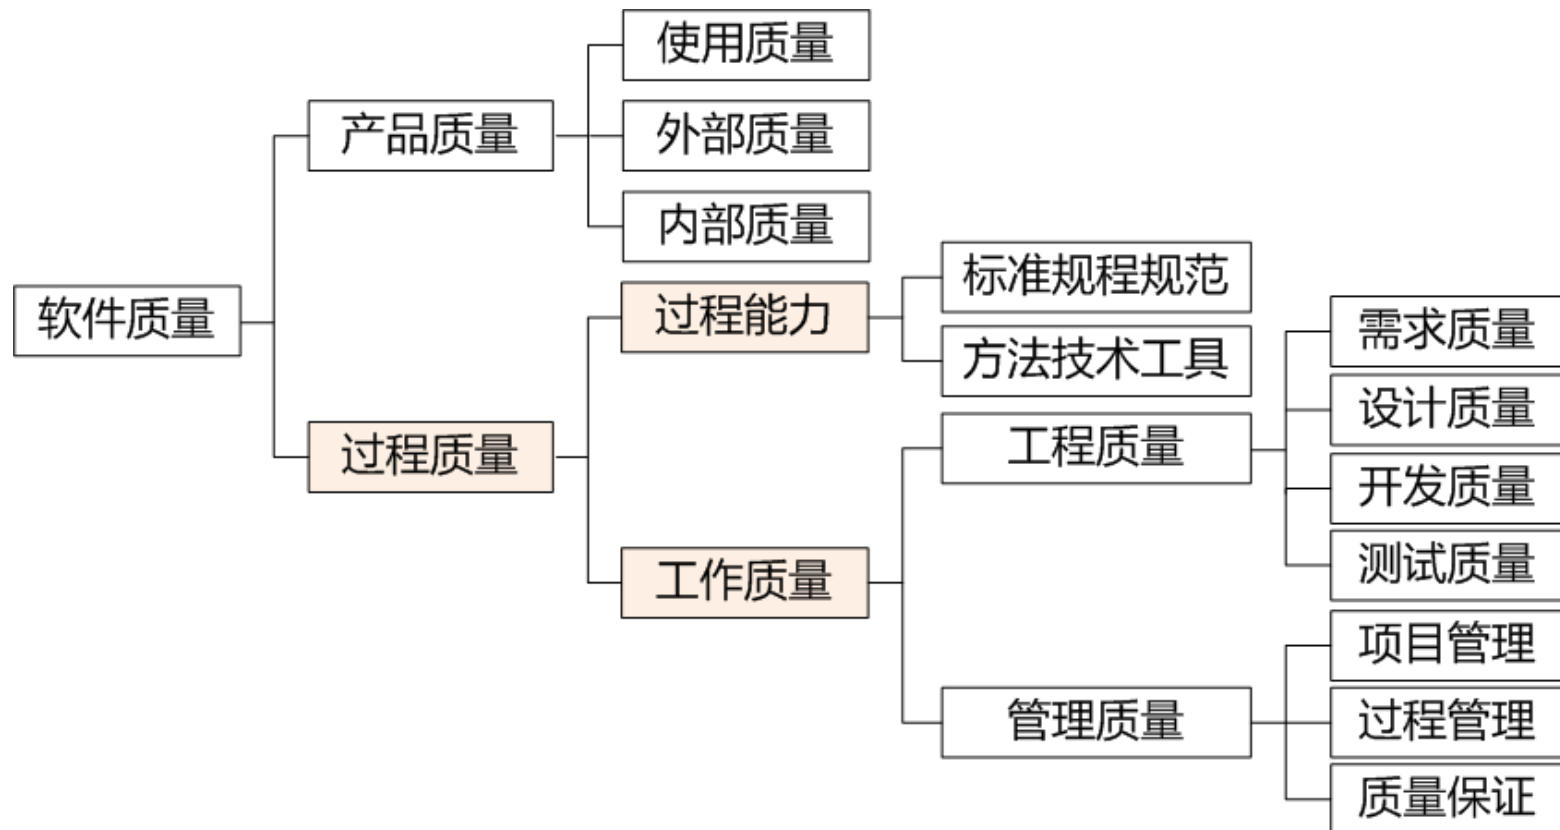 使用质量
产品质量
外部质量
内部质量
软件质量
过程质量
过程能力
标准规程规范
方法技术工具
工作质量
工程质量
需求质量
设计质量
开发质量
测试质量
管理质量
项目管理
过程管理
质量保证